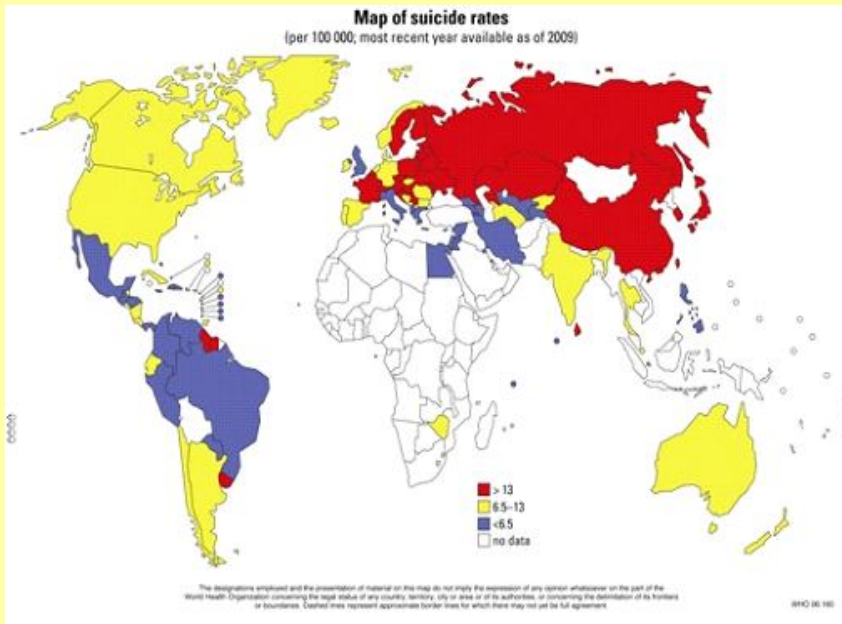 Map of suicide rates
(per 100 000; most recent year available as of 2009)
> 13
6.5–13
<6.5
no data
The designations employed and the presentation of material on this map do not imply the expression of any opinion whatsoever on the part of the
World Health Organization concerning the legal status of any country, territory, city or area or of its authorities, or concerning the delimitation of its frontiers
or boundaries. Dashed lines represent approximate border lines for which there may not yet be full agreement.
WHO 96.160